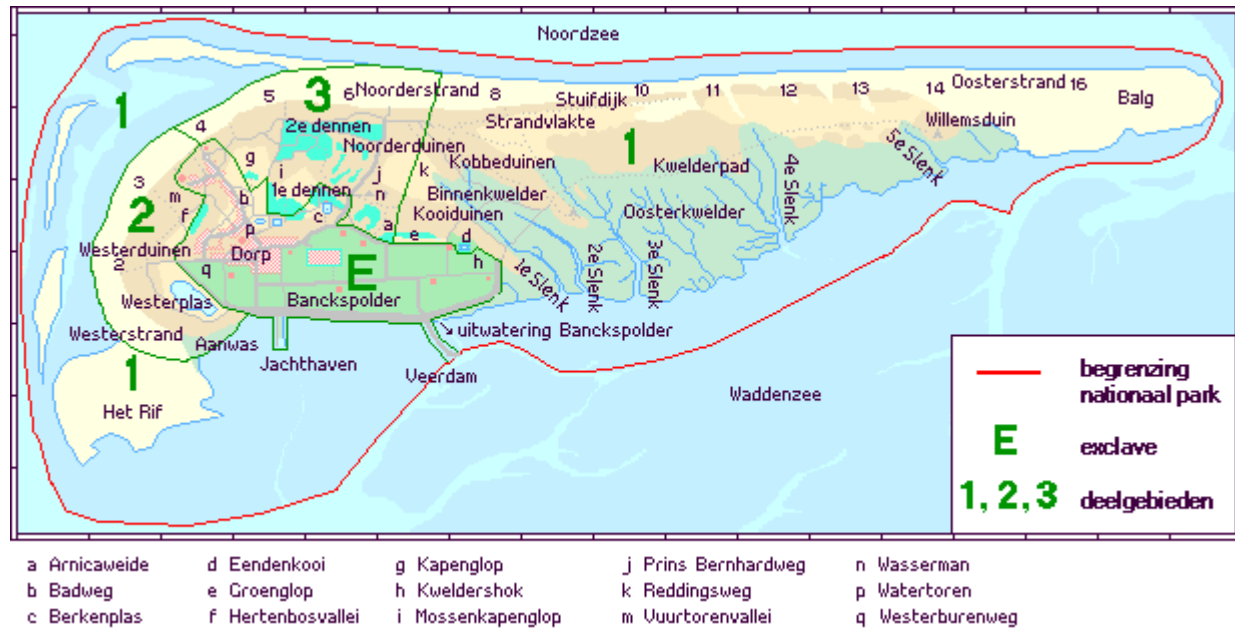 Noordzee
1
5
3
6
Noorderstrand
8
Stuifdijk
10
11
12
13
14
Oosterstrand
16
Balg
4
2e dennen
Strandvlakte
Willemsduin
Noorderduinen
1
5e Slenk
g
i
j
k
Kobbeduinen
Kwelderpad
4e Slenk
3
m
b
1e dennen
n
Binnenkwelder
2
f
c
Kooiduinen
Oosterkwelder
p
a
e
d
Westerduinen
Dorp
2
q
E
h
1e Slenk
2e Slenk
3e Slenk
Westerplas
Banckspolder
Westerstrand
Aanwas
uitwatering Banckspolder
Jachthaven
Veerdam
1
Het Rif
Waddenzee
begrenzing
nationaal park
E exclave
1, 2, 3 deelgebieden
a Arnicaweide d Eendenkooi g Kapenglop j Prins Bernhardweg n Wasserman
b Badweg e Groenglop h Kweldershok k Reddingsweg p Watertoren
c Berkenplas f Hertenbosvallei i Mossenkapenglop m Vuurtorenvallei q Westerburenweg